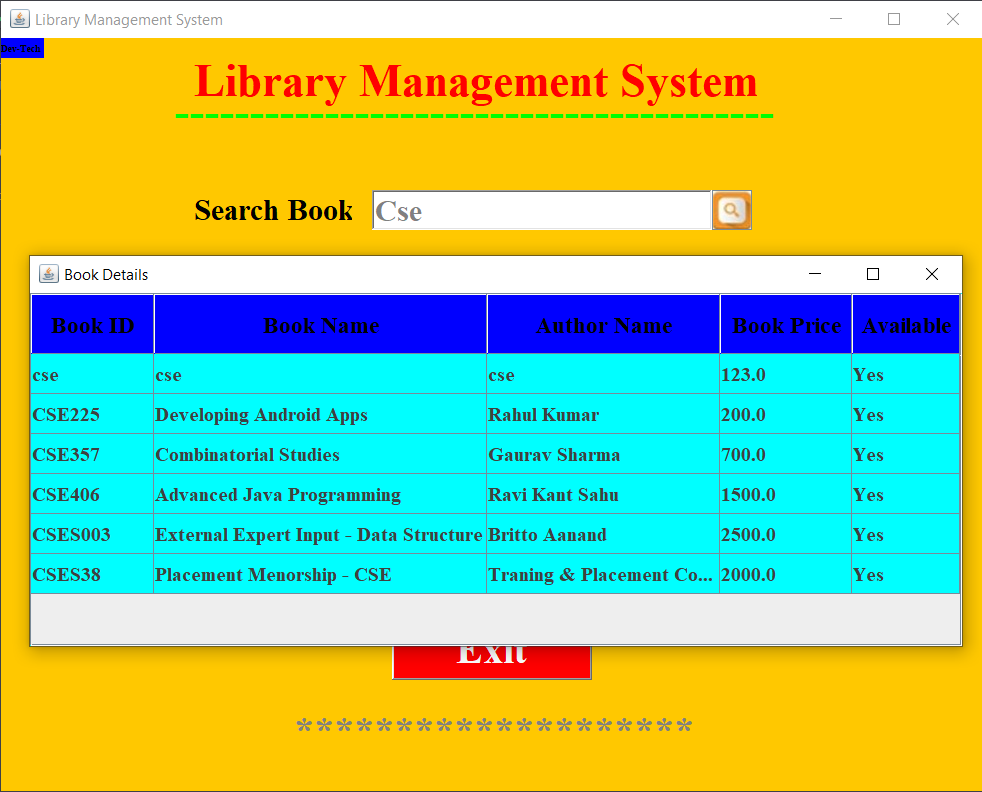 Library Management System
Dev Tech
Library Management System
Search Book Cse
Book Details
Book ID Book Name Author Name Book Price Available
cse cse cse 123.0 Yes
CSE225 Developing Android Apps Rahul Kumar 200.0 Yes
CSE357 Combinatorial Studies Gaurav Sharma 700.0 Yes
CSE406 Advanced Java Programming Ravi Kant Sahu 1500.0 Yes
CSES003 External Expert Input - Data Structure Britto Aanand 2500.0 Yes
CSES38 Placement Menorship - CSE Traning & Placement Co... 2000.0 Yes
Exit
********************